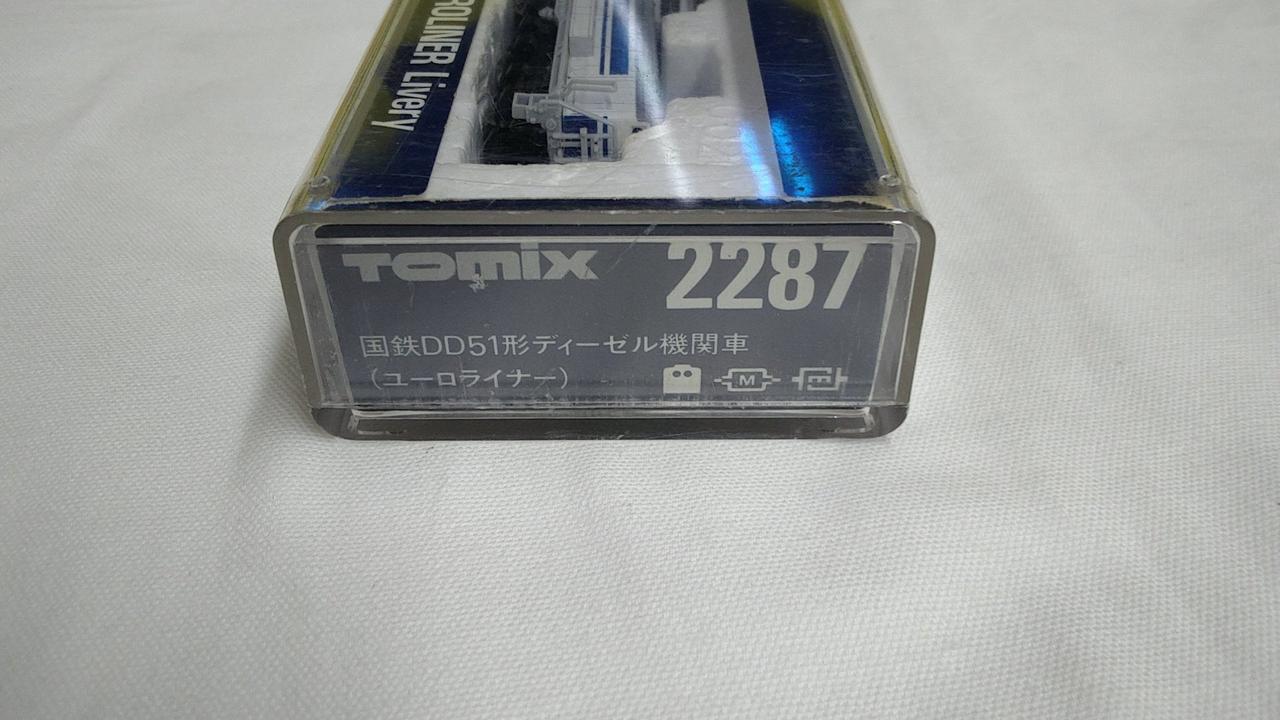 ROLINER Livery
TOMIX 2287
国鉄DD51形ディーゼル機関車
(ユーロライナー)
M